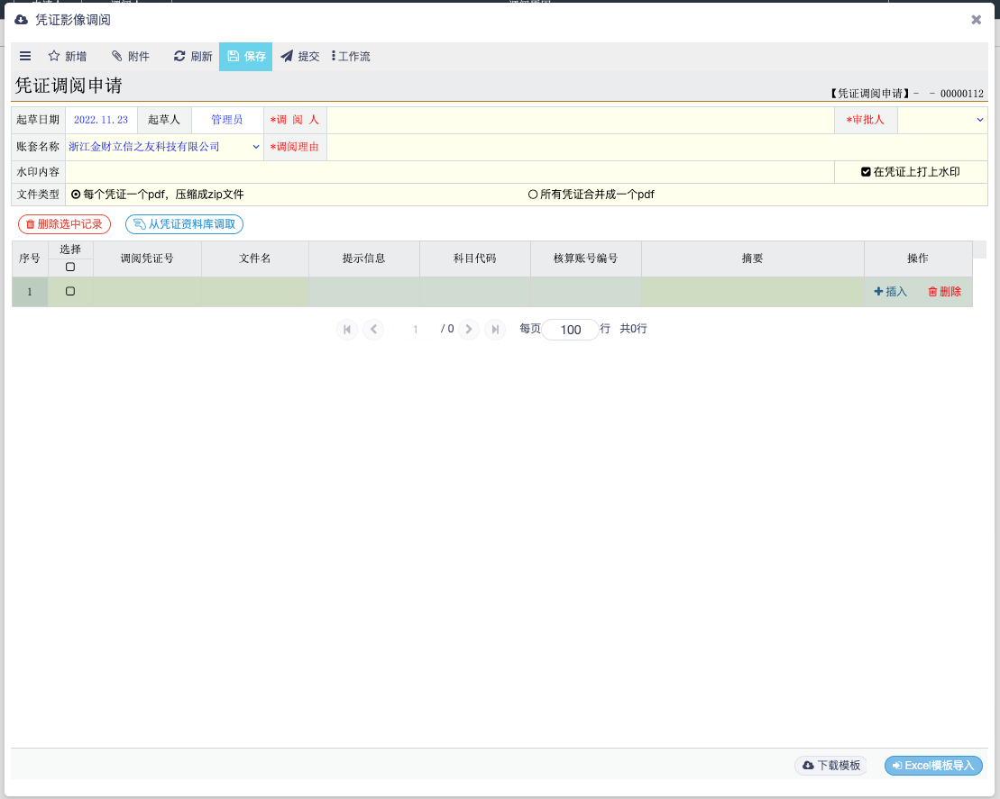 凭证影像调阅
新增 附件 刷新 保存 提交 工作流
凭证调阅申请
【凭证调阅申请】- - 00000112
起草日期 2022.11.23 起草人 管理员 *调 阅 人 *审批人
账套名称 浙江金财立信之友科技有限公司 *调阅理由
水印内容 在凭证上打上水印
文件类型 每个凭证一个pdf，压缩成zip文件 所有凭证合并成一个pdf
删除选中记录 从凭证资料库调取
序号 选择 调阅凭证号 文件名 提示信息 科目代码 核算账号编号 摘要 操作
1 插入 删除
1 / 0 每页 100 行 共0行
下载模板 Excel模板导入